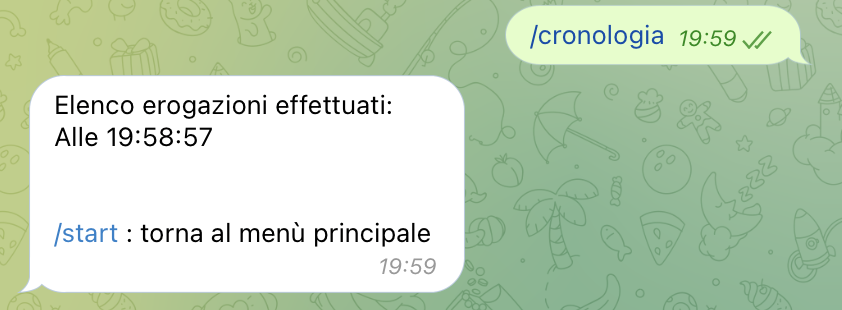 /cronologia 19:59
Elenco erogazioni effettuati:
Alle 19:58:57
/start : torna al menù principale
19:59